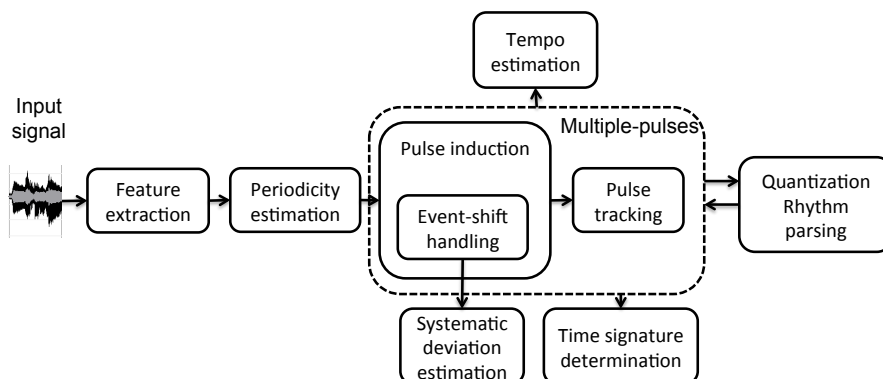 Tempo
estimation
Input
signal
Multiple-pulses
Pulse induction
Feature
extraction
Periodicity
estimation
Event-shift
handling
Pulse
tracking
Quantization
Rhythm
parsing
Systematic
deviation
estimation
Time signature
determination